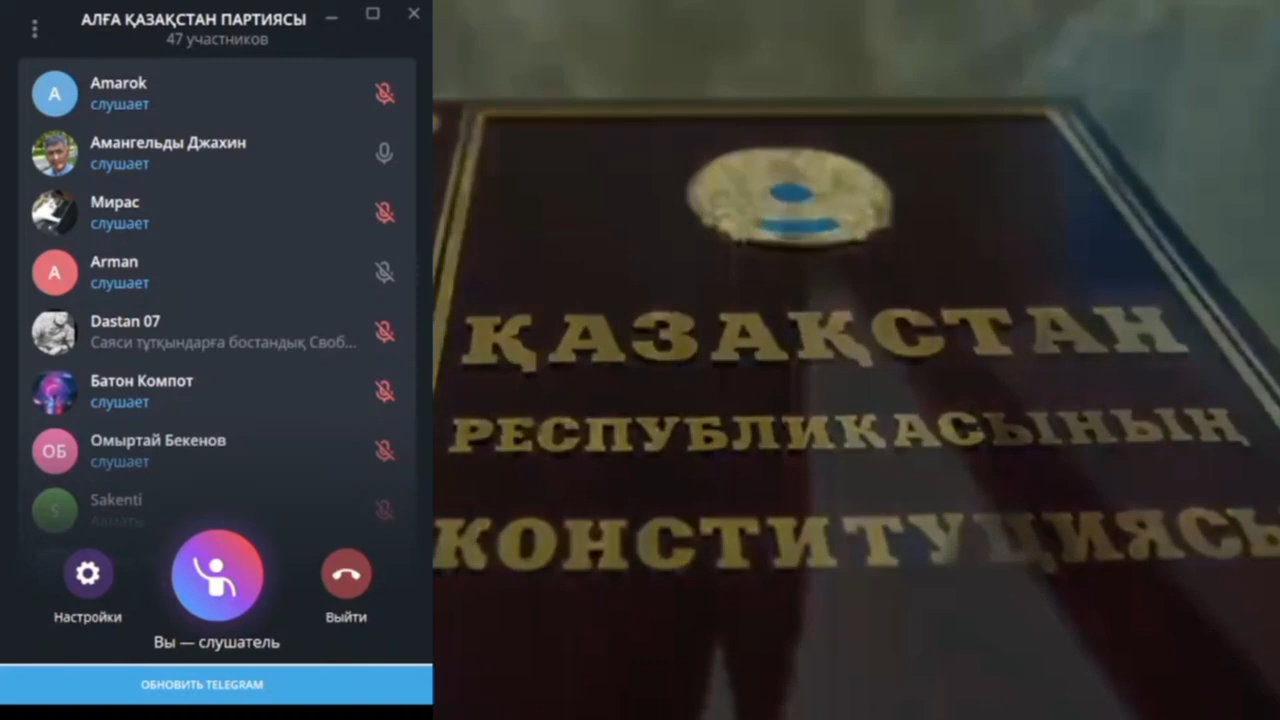 АЛҒА ҚАЗАҚСТАН ПАРТИЯСЫ
47 участников
A
Amarok
слушает
Амангельды Джахин
слушает
Мирас
слушает
A
Arman
слушает
Dastan 07
Саяси тұтқындарға бостандық Своб...
Батон Компот
слушает
ОБ
Омыртай Бекенов
слушает
S
Sakenti
Настройки
Выйти
Вы — слушатель
ОБНОВИТЬ TELEGRAM
ҚАЗАҚСТАН
РЕСПУБЛИКАСЫНЫҢ
КОНСТИТУЦИЯСЫ